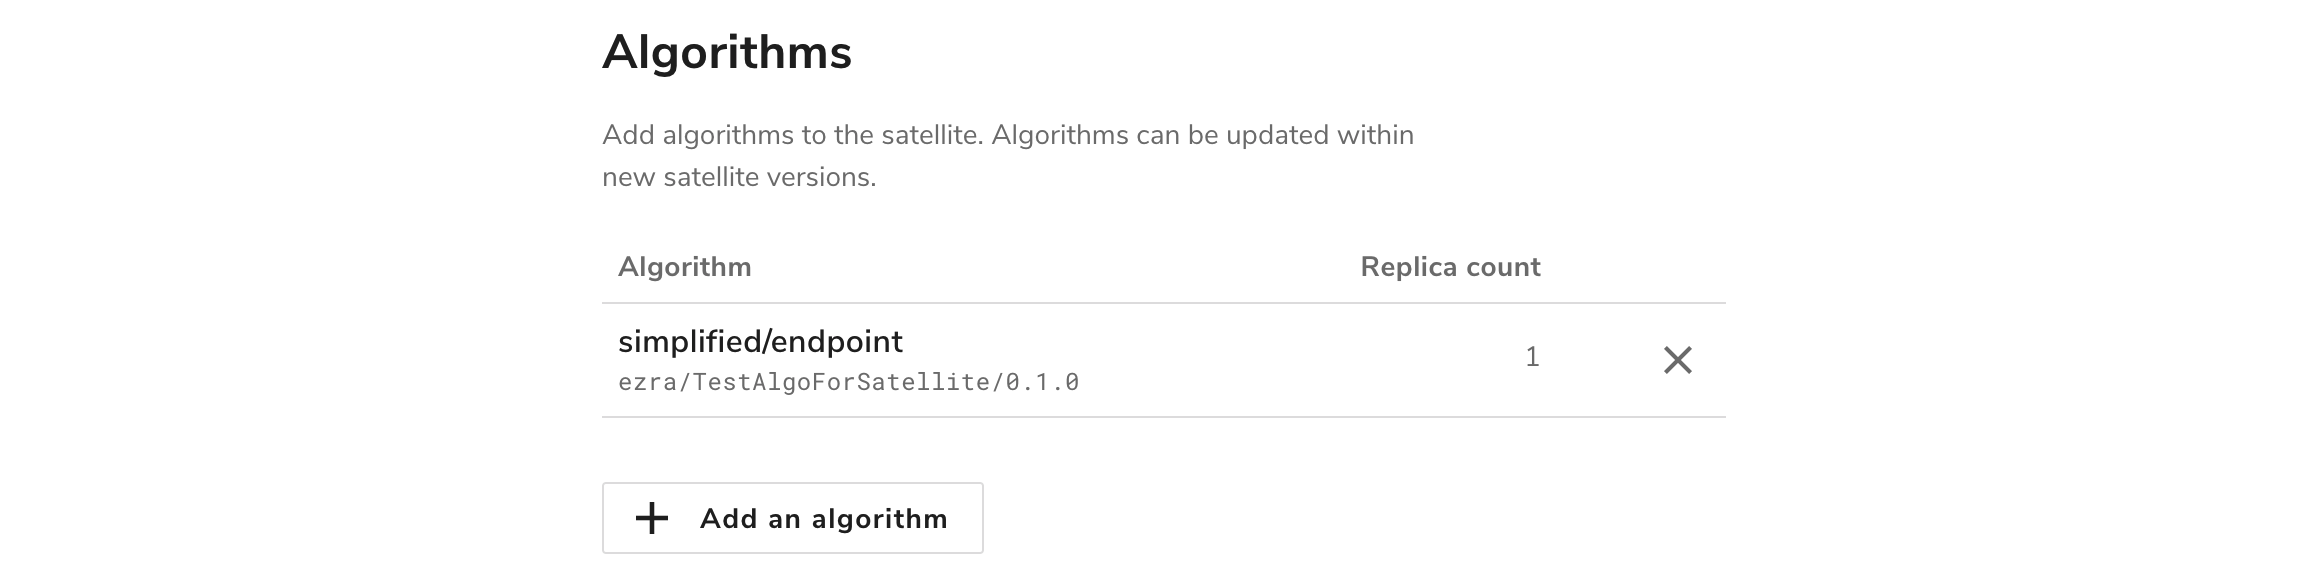 Algorithms
Add algorithms to the satellite. Algorithms can be updated within
new satellite versions.
Algorithm Replica count
simplified/endpoint
ezra/TestAlgoForSatellite/0.1.0
1
Add an algorithm